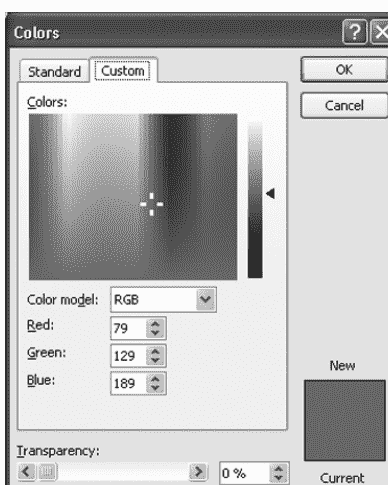 Colors
Standard Custom
OK
Cancel
Colors:
Color model: RGB
Red: 79
Green: 129
Blue: 189
New
Transparency:
0 %
Current